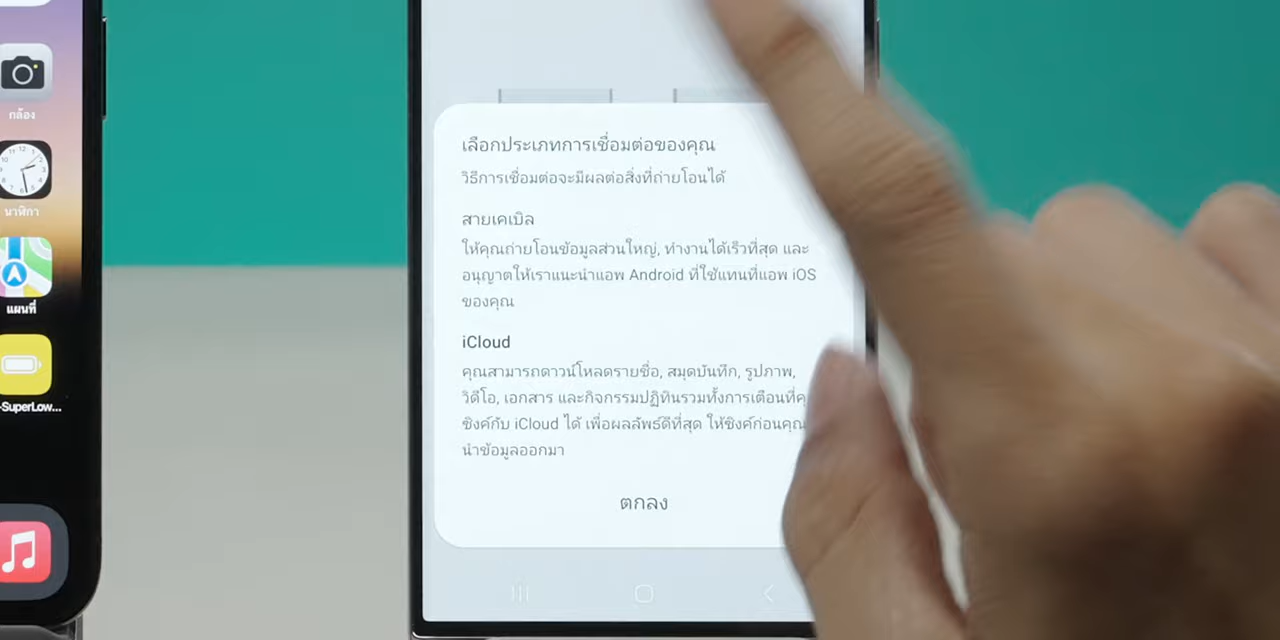 กล้อง
นาฬิกา
แผนที่
-SuperLow...
เลือกประเภทการเชื่อมต่อของคุณ
วิธีการเชื่อมต่อจะมีผลต่อสิ่งที่ถ่ายโอนได้
สายเคเบิล
ให้คุณถ่ายโอนข้อมูลส่วนใหญ่, ทำงานได้เร็วที่สุด และ
อนุญาตให้เราแนะนำแอพ Android ที่ใช้แทนที่แอพ iOS
ของคุณ
iCloud
คุณสามารถดาวน์โหลดรายชื่อ, สมุดบันทึก, รูปภาพ,
วิดีโอ, เอกสาร และกิจกรรมปฏิทินรวมทั้งการเตือนที่
ซิงค์กับ iCloud ได้ เพื่อผลลัพธ์ดีที่สุด ให้ซิงค์ก่อนคุณ
นำข้อมูลออกมา
ตกลง